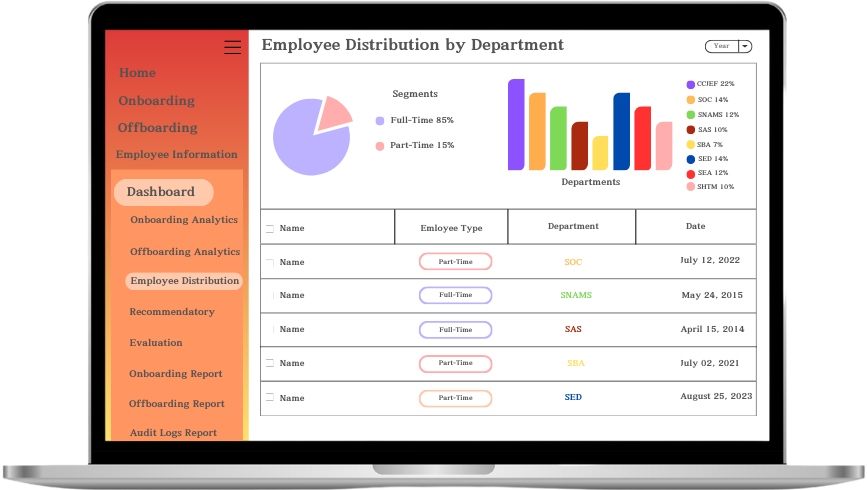 Employee Distribution by Department
Year
Home
Onboarding
Offboarding
Employee Information
Dashboard
Onboarding Analytics
Offboarding Analytics
Employee Distribution
Recommendatory
Evaluation
Onboarding Report
Offboarding Report
Audit Logs Report
Segments
Full-Time 85%
Part-Time 15%
Departments
CCJEF 22%
SOC 14%
SNAMS 12%
SAS 10%
SBA 7%
SED 14%
SEA 12%
SHTM 10%
Name Emloyee Type Department Date
Name Part-Time SOC July 12, 2022
Name Full-Time SNAMS May 24, 2015
Name Full-Time SAS April 15, 2014
Name Part-Time SBA July 02, 2021
Name Part-Time SED August 25, 2023